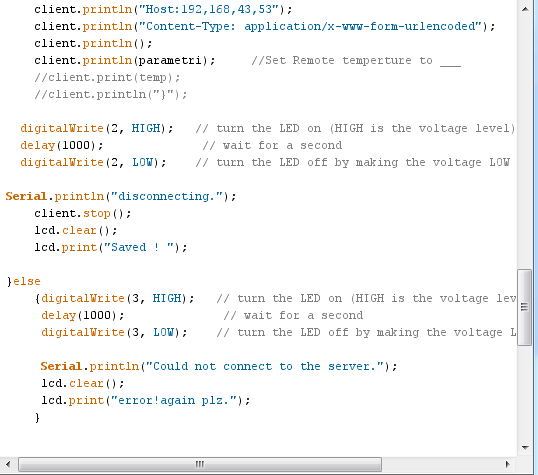 client.println("Host:192,168,43,53");
client.println("Content-Type: application/x-www-form-urlencoded");
client.println();
client.println(parametri);     //Set Remote temperture to ___
//client.print(temp);
//client.println("}");
digitalWrite(2, HIGH);   // turn the LED on (HIGH is the voltage level)
delay(1000);              // wait for a second
digitalWrite(2, LOW);    // turn the LED off by making the voltage LOW
Serial.println("disconnecting.");
client.stop();
lcd.clear();
lcd.print("Saved ! ");
}else
{digitalWrite(3, HIGH);   // turn the LED on (HIGH is the voltage lev
delay(1000);              // wait for a second
digitalWrite(3, LOW);    // turn the LED off by making the voltage L
Serial.println("Could not connect to the server.");
lcd.clear();
lcd.print("error!again plz.");
}